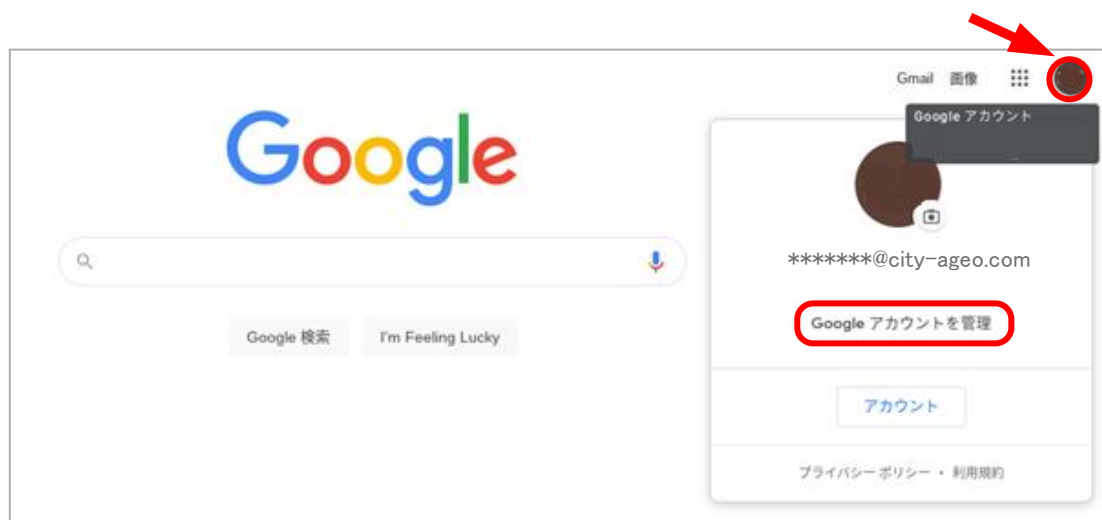 Gmail 画像
Google アカウント
Google
*******@city-ageo.com
Google アカウントを管理
Google 検索 I'm Feeling Lucky
アカウント
プライバシー ポリシー ・ 利用規約